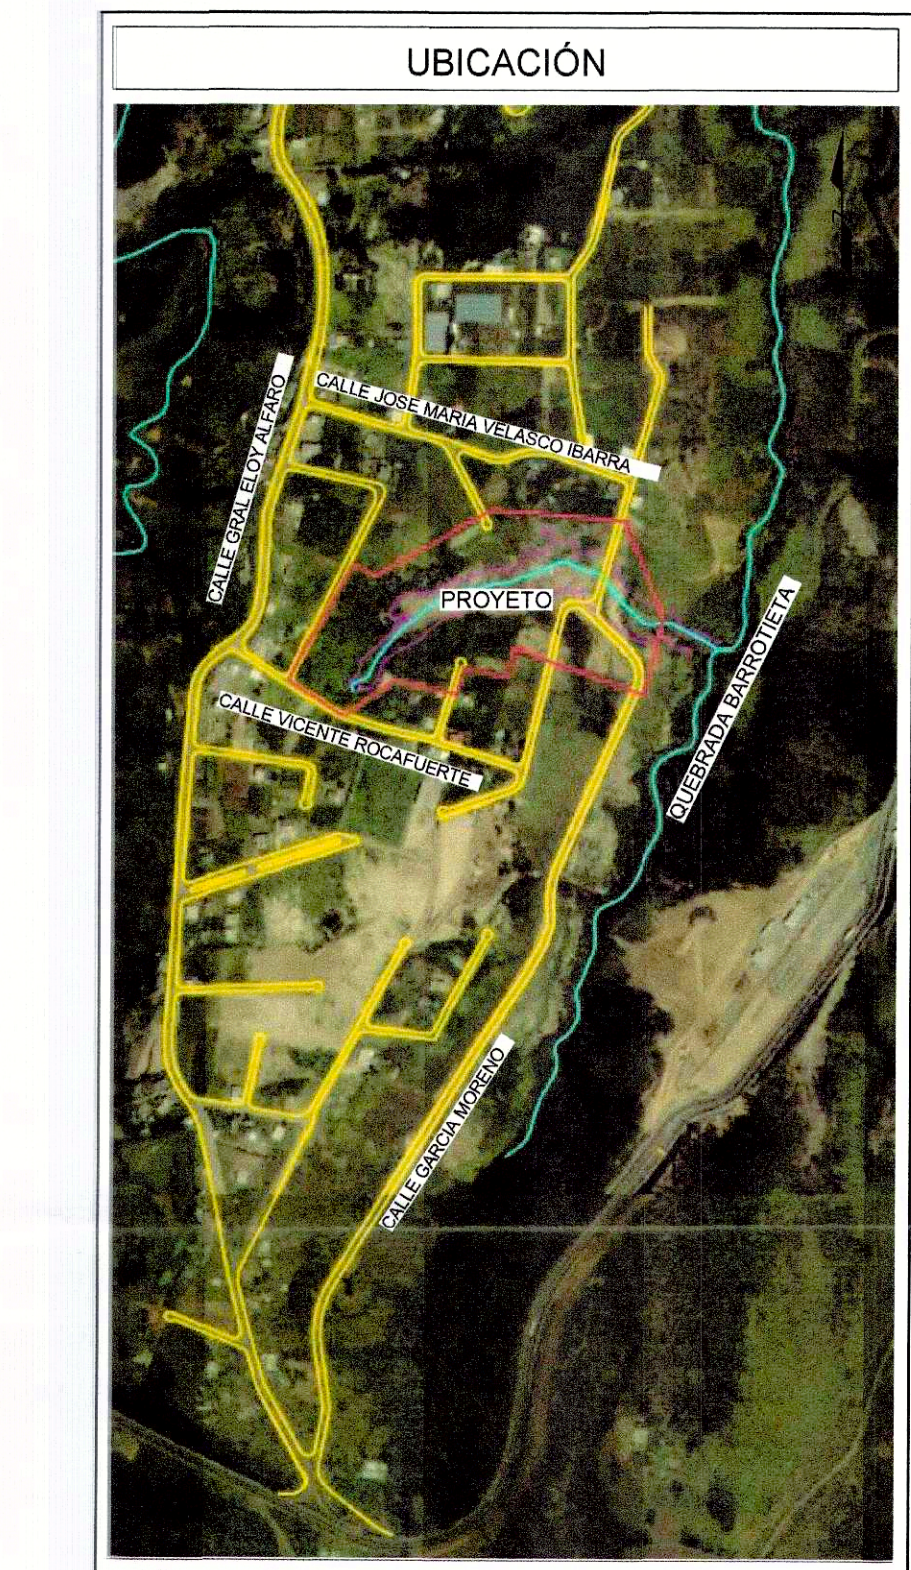 UBICACIÓN
CALLE JOSE MARIA VELASCO IBARRA
CALLE GRAL ELOY ALFARO
PROYETO
QUEBRADA BARROTIETA
CALLE VICENTE ROCAFUERTE
CALLE GARCIA MORENO